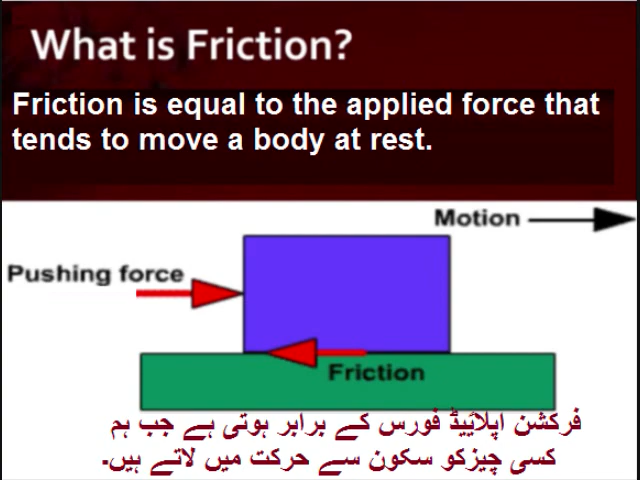 What is Friction?
Friction is equal to the applied force that
tends to move a body at rest.
Motion
Pushing force
Friction
فرکشن اپلائیڈ فورس کے برابر ہوتی ہے جب ہم
کسی چیزکو سکون سے حرکت میں لاتے ہیں۔